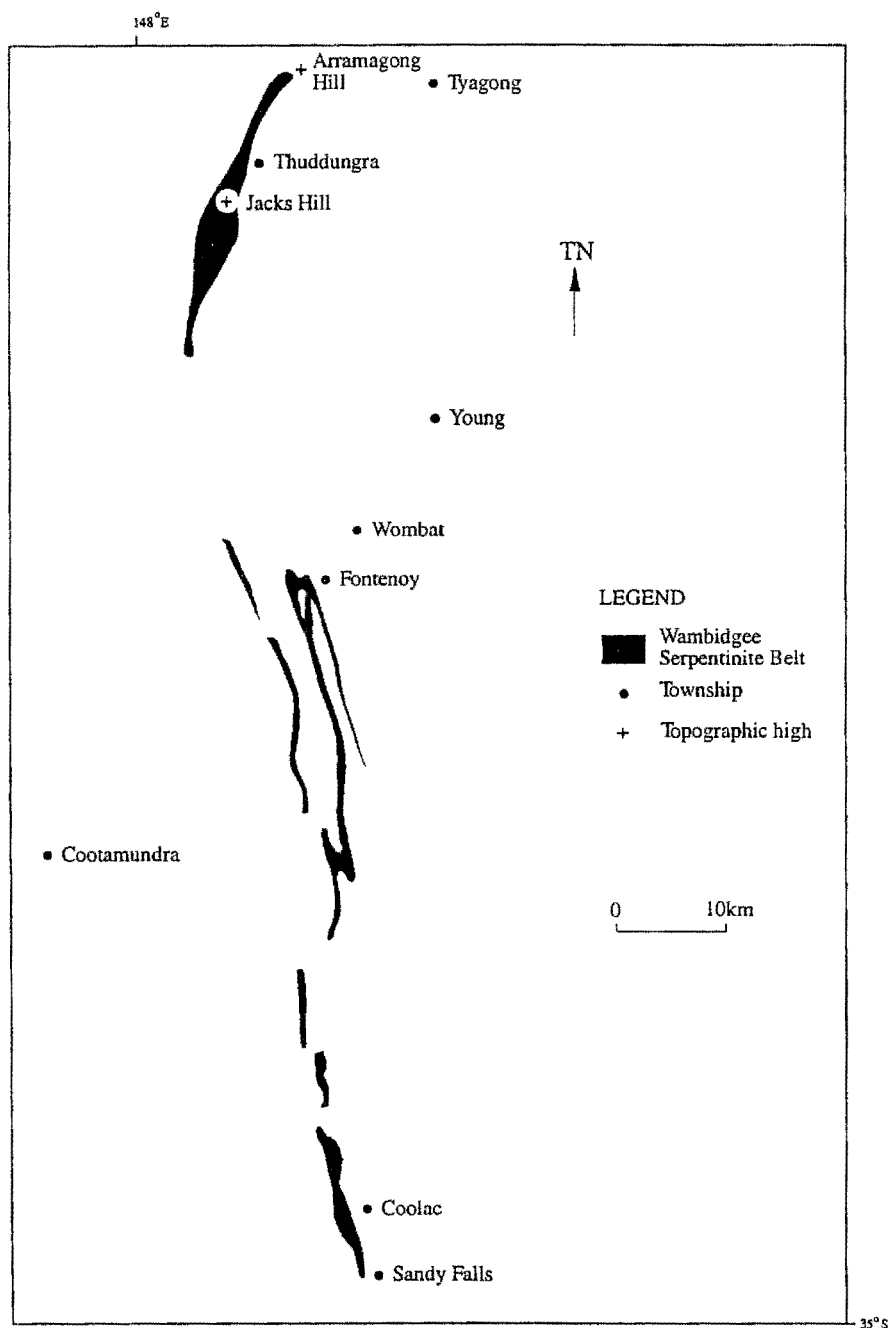 148°E
Arramagong
Hill
Tyagong
Thuddungra
Jacks Hill
TN
Young
Wombat
Fontenoy
LEGEND
Wambidgee
Serpentinite Belt
Township
Topographic high
Cootamundra
0 10km
Coolac
Sandy Falls
35°S